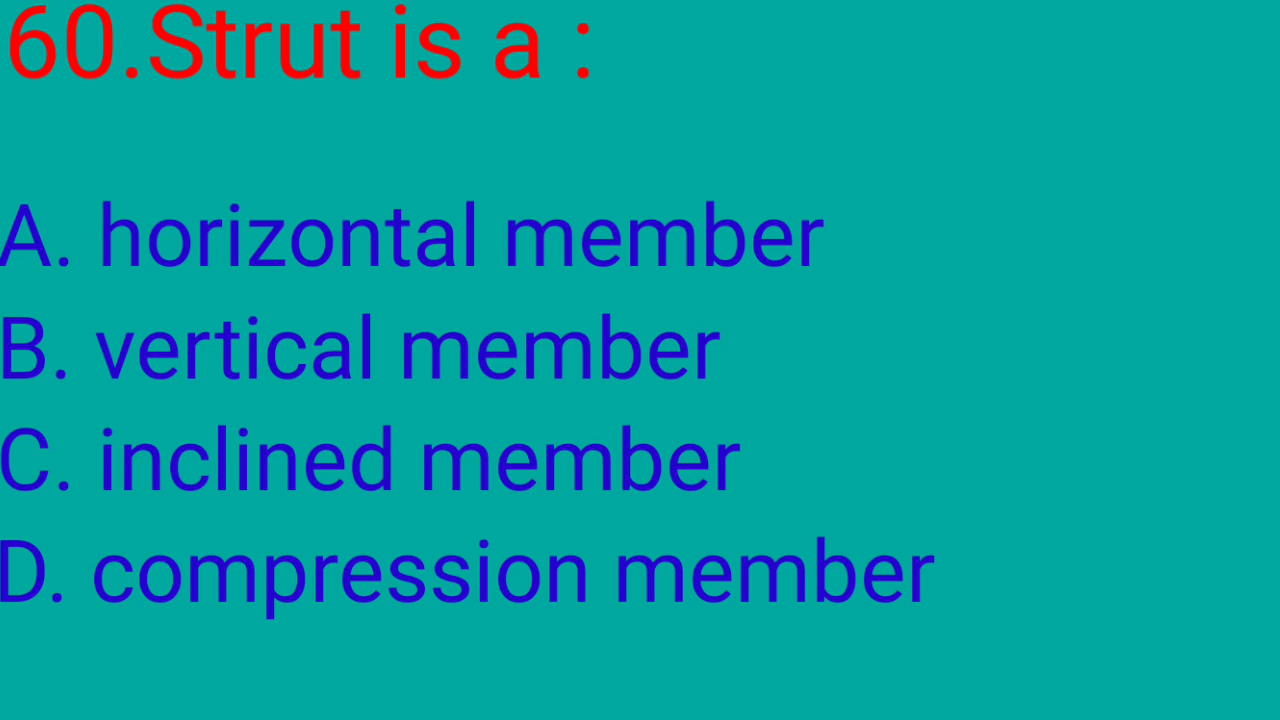 60.Strut is a :
A. horizontal member
B. vertical member
C. inclined member
D. compression member